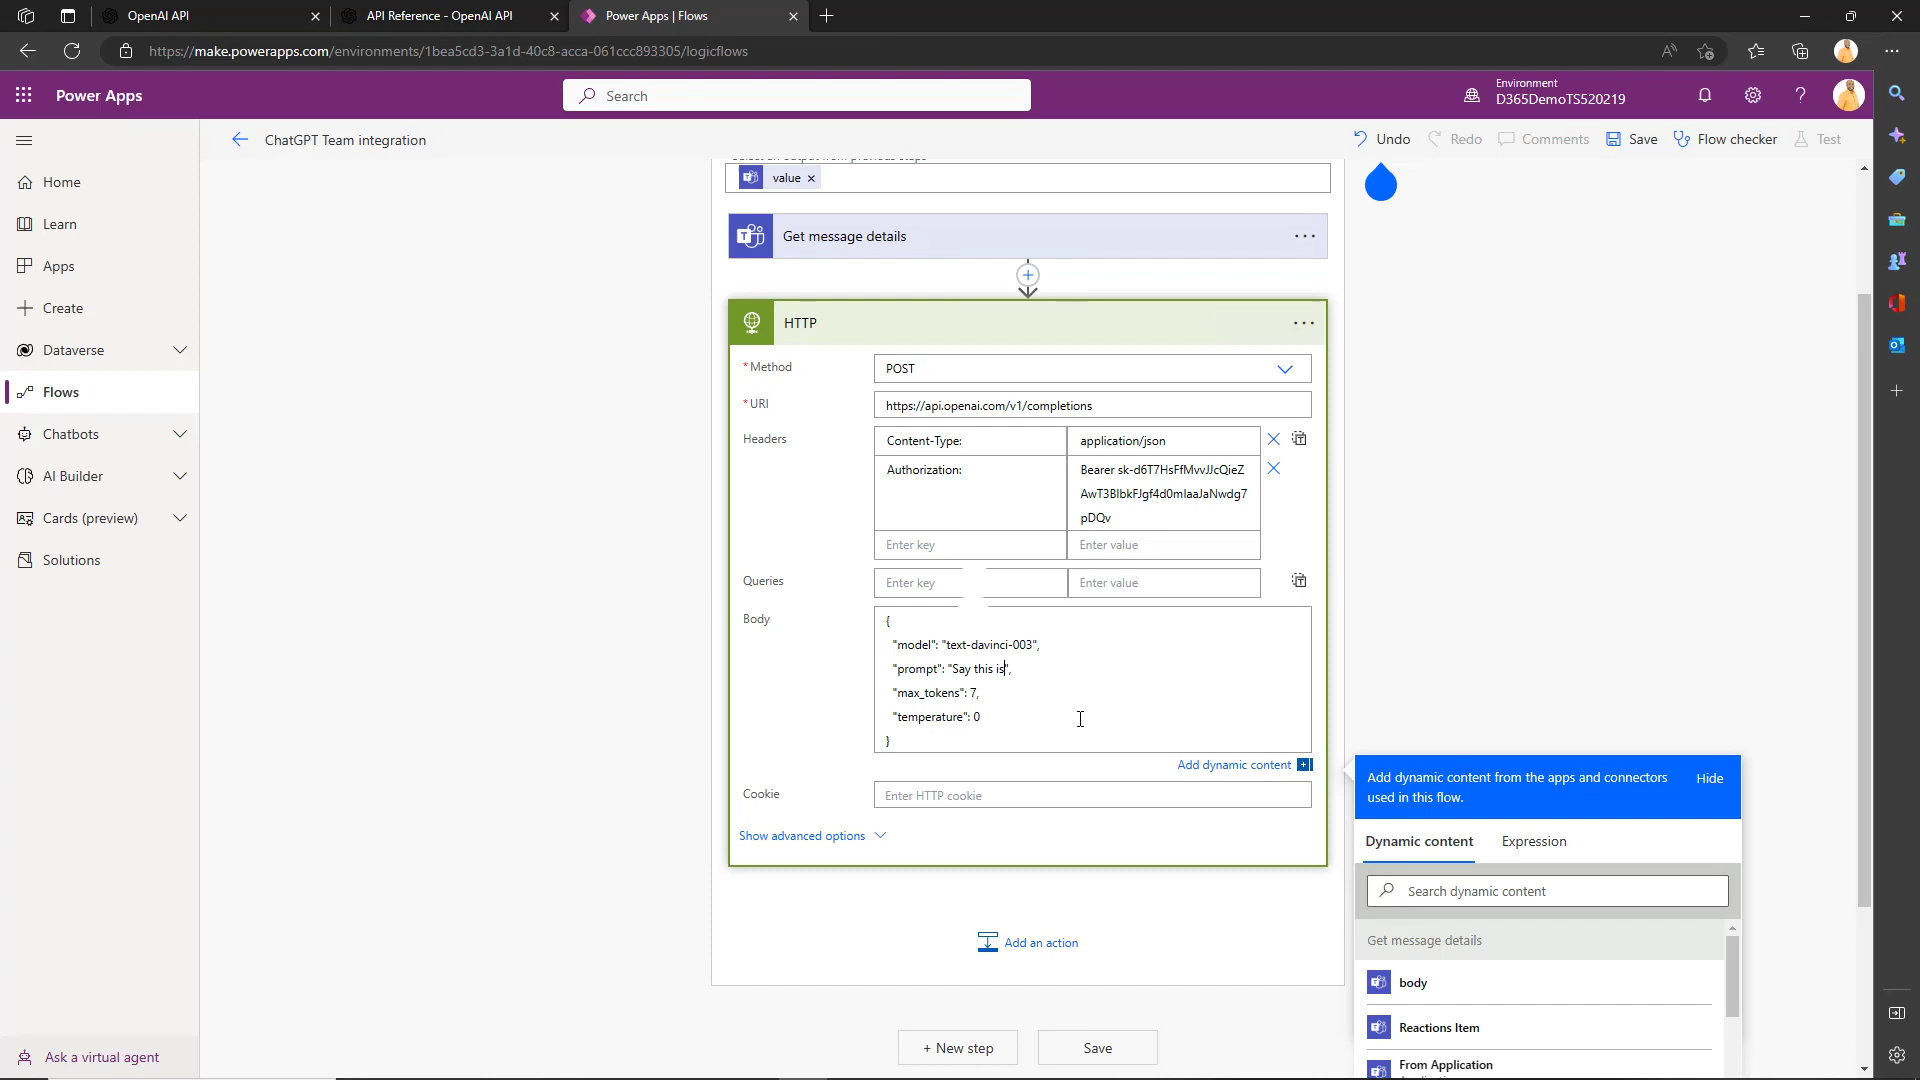 OpenAI API
API Reference - OpenAI API
Power Apps | Flows
https://make.powerapps.com/environments/1bea5cd3-3a1d-40c8-acca-061ccc893305/logicflows
Power Apps
Search
Environment
D365DemoTS520219
Home
Learn
Apps
Create
Dataverse
Flows
Chatbots
AI Builder
Cards (preview)
Solutions
Ask a virtual agent
ChatGPT Team integration
Undo
Redo
Comments
Save
Flow checker
Test
Select an output from previous steps
value
Get message details
HTTP
* Method
POST
* URI
https://api.openai.com/v1/completions
Headers
Content-Type:
application/json
Authorization:
Bearer sk-d6T7HsFfMvvJJcQieZ
AwT3BlbkFJgf4d0mIaaJaNwdg7
pDQv
Enter key
Enter value
Queries
Enter key
Enter value
Body
{
"model": "text-davinci-003",
"prompt": "Say this is",
"max_tokens": 7,
"temperature": 0
}
Add dynamic content
Cookie
Enter HTTP cookie
Show advanced options
Add an action
+ New step
Save
Add dynamic content from the apps and connectors
used in this flow.
Hide
Dynamic content
Expression
Search dynamic content
Get message details
body
Reactions Item
From Application